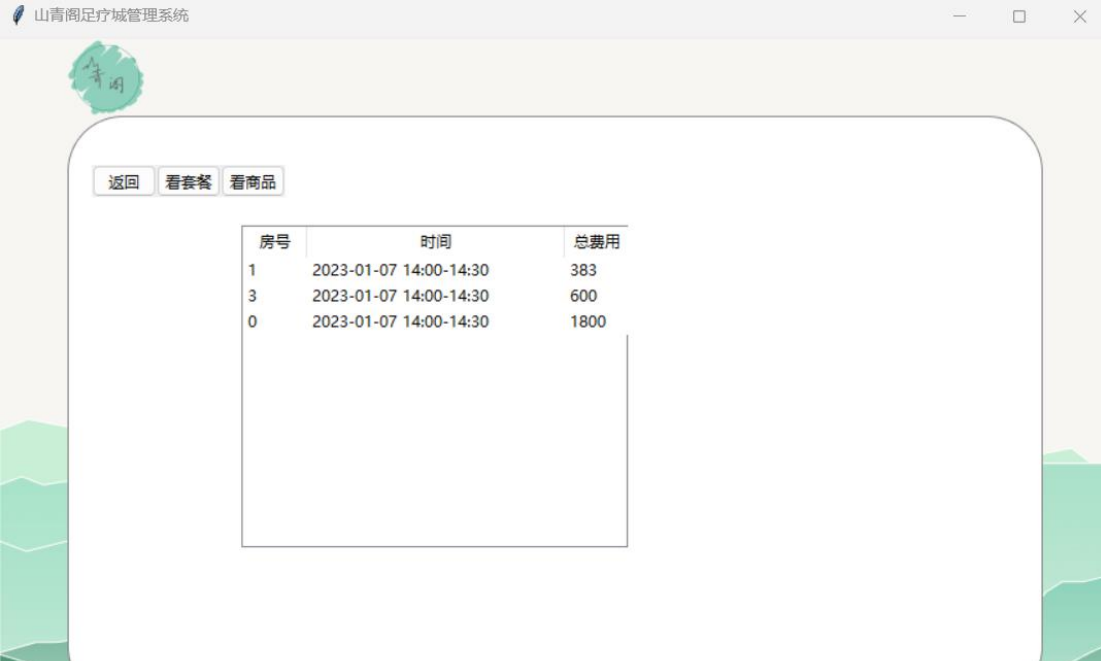 山青阁足疗城管理系统
青阁
返回 看套餐 看商品
房号 时间 总费用
1 2023-01-07 14:00-14:30 383
3 2023-01-07 14:00-14:30 600
0 2023-01-07 14:00-14:30 1800